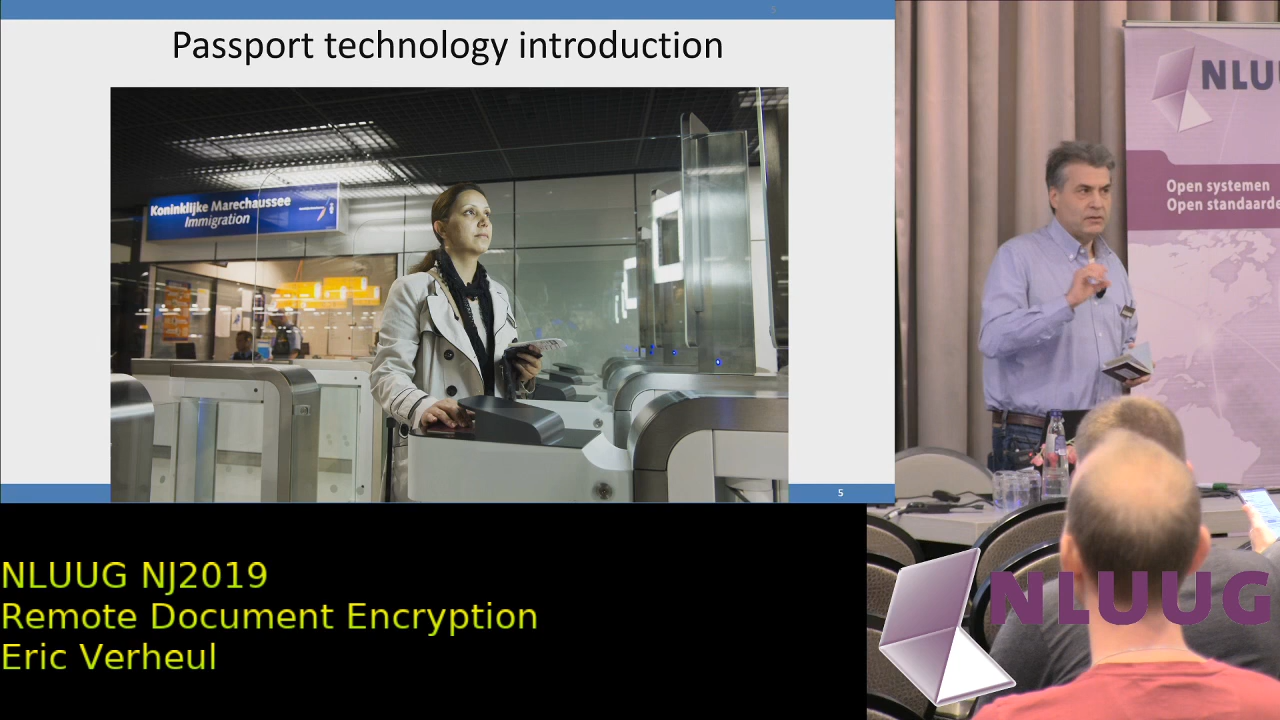 5
Passport technology introduction
Koninklijke Marechaussee
Immigration
5
NLUUG NJ2019
Remote Document Encryption
Eric Verheul
NLU
Open systemen
Open standaarde
NLUUG